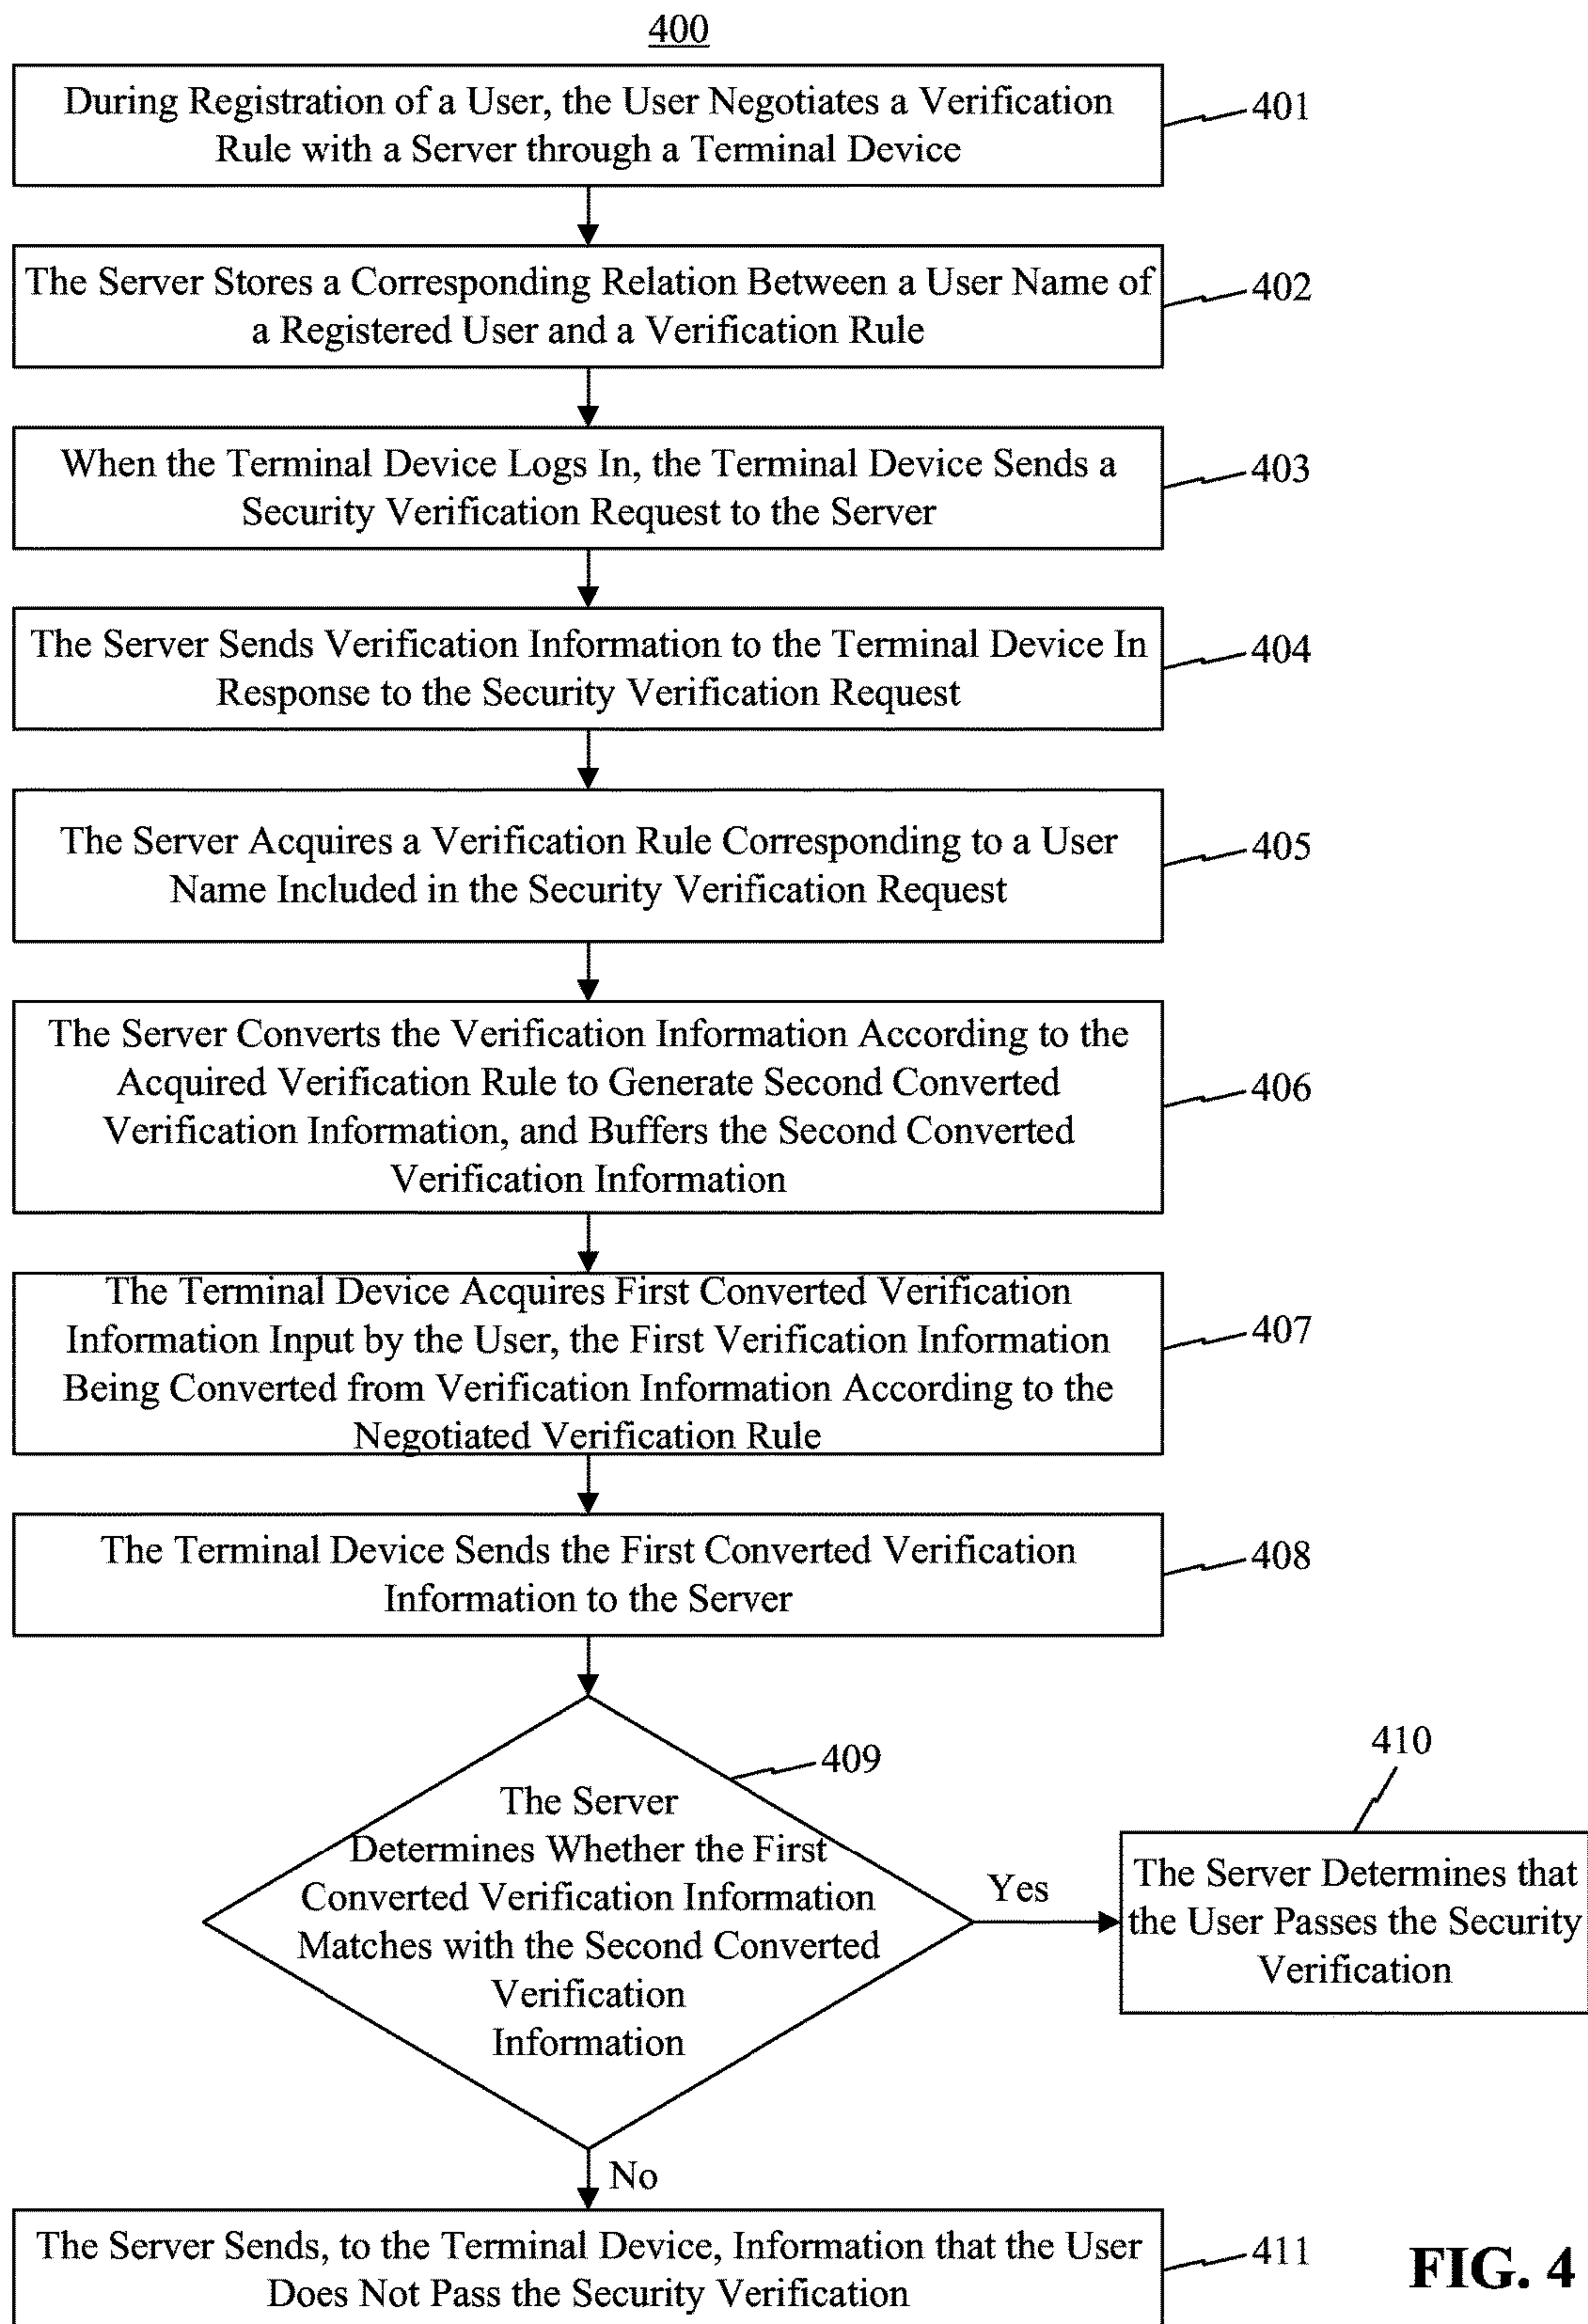 400
During Registration of a User, the User Negotiates a Verification
Rule with a Server through a Terminal Device
401
The Server Stores a Corresponding Relation Between a User Name of
a Registered User and a Verification Rule
402
When the Terminal Device Logs In, the Terminal Device Sends a
Security Verification Request to the Server
403
The Server Sends Verification Information to the Terminal Device In
Response to the Security Verification Request
404
The Server Acquires a Verification Rule Corresponding to a User
Name Included in the Security Verification Request
405
The Server Converts the Verification Information According to the
Acquired Verification Rule to Generate Second Converted
Verification Information, and Buffers the Second Converted
Verification Information
406
The Terminal Device Acquires First Converted Verification
Information Input by the User, the First Verification Information
Being Converted from Verification Information According to the
Negotiated Verification Rule
407
The Terminal Device Sends the First Converted Verification
Information to the Server
408
409
The Server
Determines Whether the First
Converted Verification Information
Matches with the Second Converted
Verification
Information
Yes
410
The Server Determines that
the User Passes the Security
Verification
No
The Server Sends, to the Terminal Device, Information that the User
Does Not Pass the Security Verification
411
FIG. 4